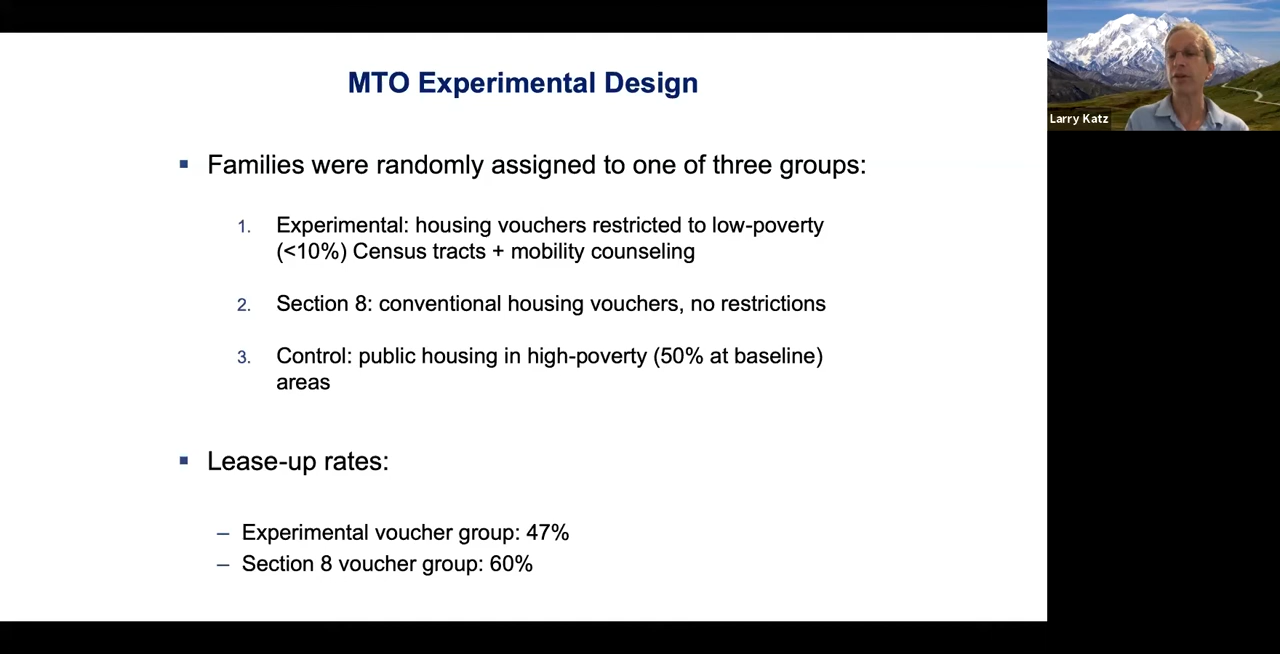 MTO Experimental Design
Larry Katz
▪ Families were randomly assigned to one of three groups:
1. Experimental: housing vouchers restricted to low-poverty
(<10%) Census tracts + mobility counseling
2. Section 8: conventional housing vouchers, no restrictions
3. Control: public housing in high-poverty (50% at baseline)
areas
▪ Lease-up rates:
– Experimental voucher group: 47%
– Section 8 voucher group: 60%